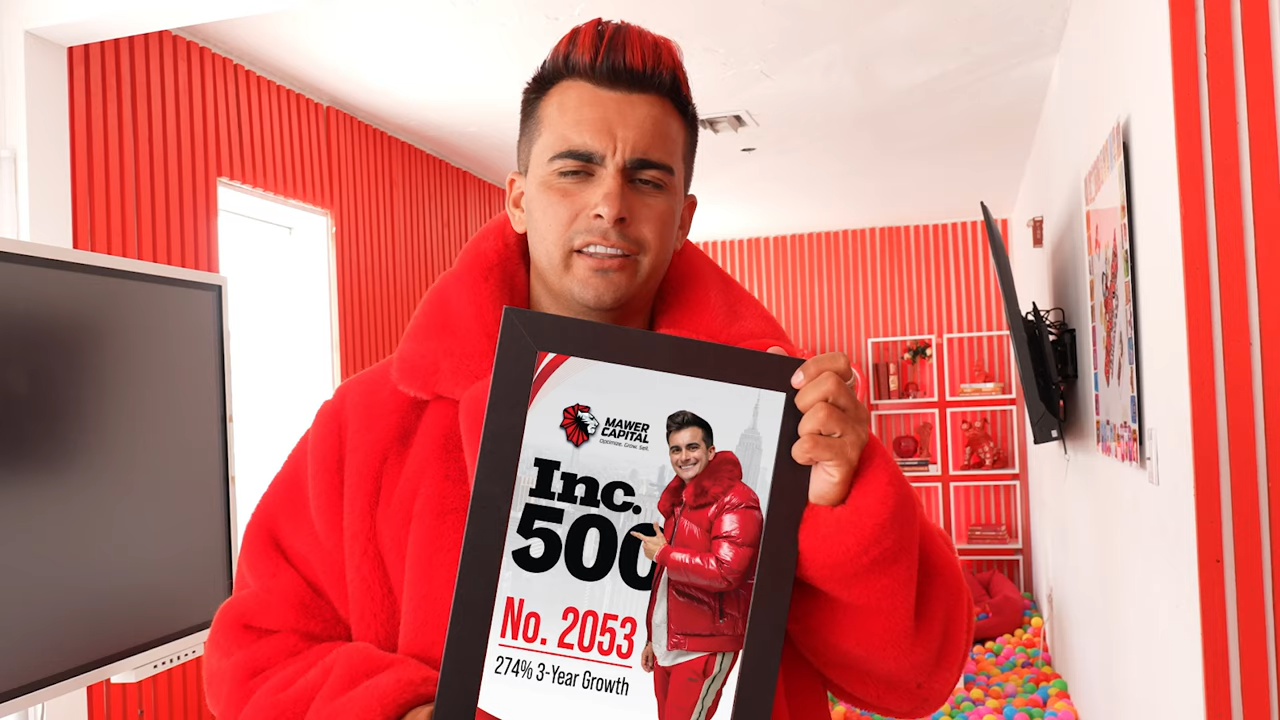 MAWER
CAPITAL
Optimize. Grow. Sell.
Inc.
500
No. 2053
274% 3-Year Growth